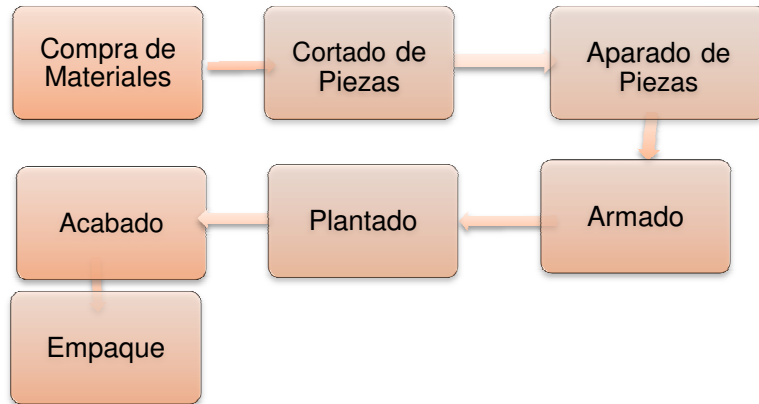 Compra de
Materiales
Cortado de
Piezas
Aparado de
Piezas
Armado
Plantado
Acabado
Empaque